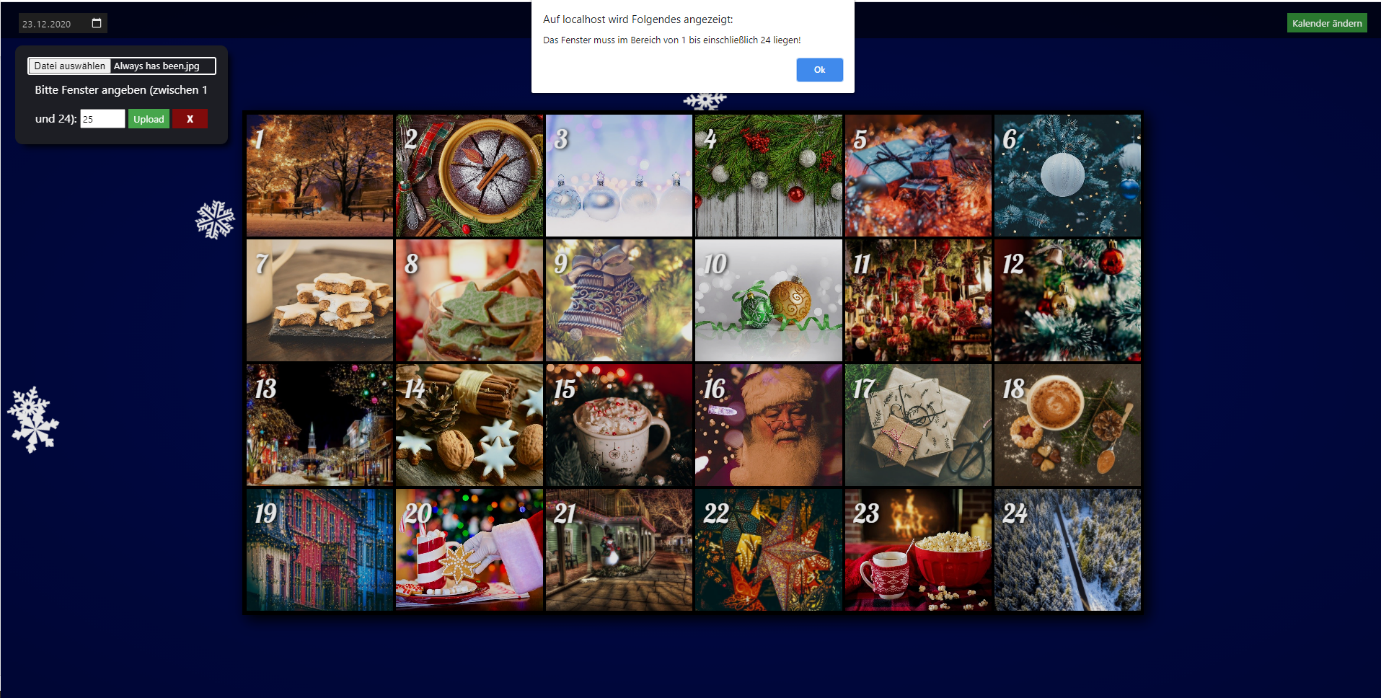 23.12.2020
Auf localhost wird Folgendes angezeigt:
Das Fenster muss im Bereich von 1 bis einschließlich 24 liegen!
Ok
Kalender ändern
Datei auswählen Always has been.jpg
Bitte Fenster angeben (zwischen 1
und 24): 25 Upload X
1 2 3 4 5 6
7 8 9 10 11 12
13 14 15 16 17 18
19 20 21 22 23 24